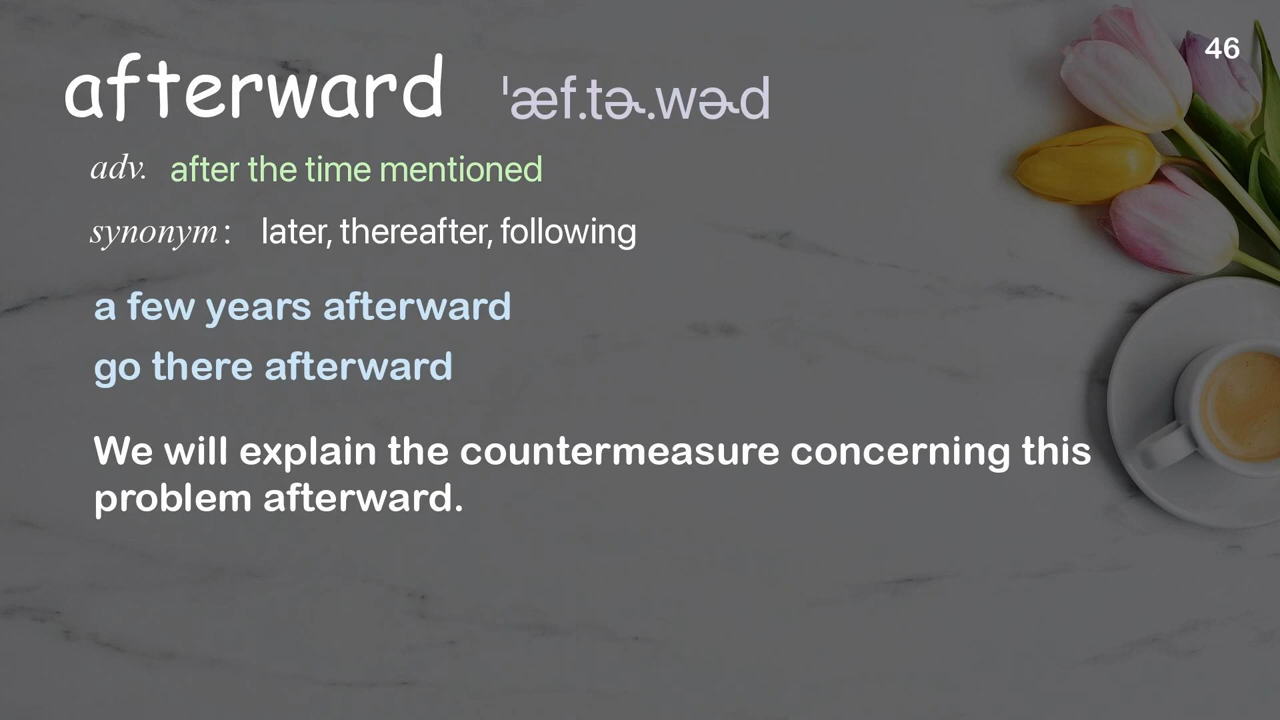 46
afterward ˈæf.tɚ.wɚd
adv. after the time mentioned
synonym: later, thereafter, following
a few years afterward
go there afterward
We will explain the countermeasure concerning this
problem afterward.